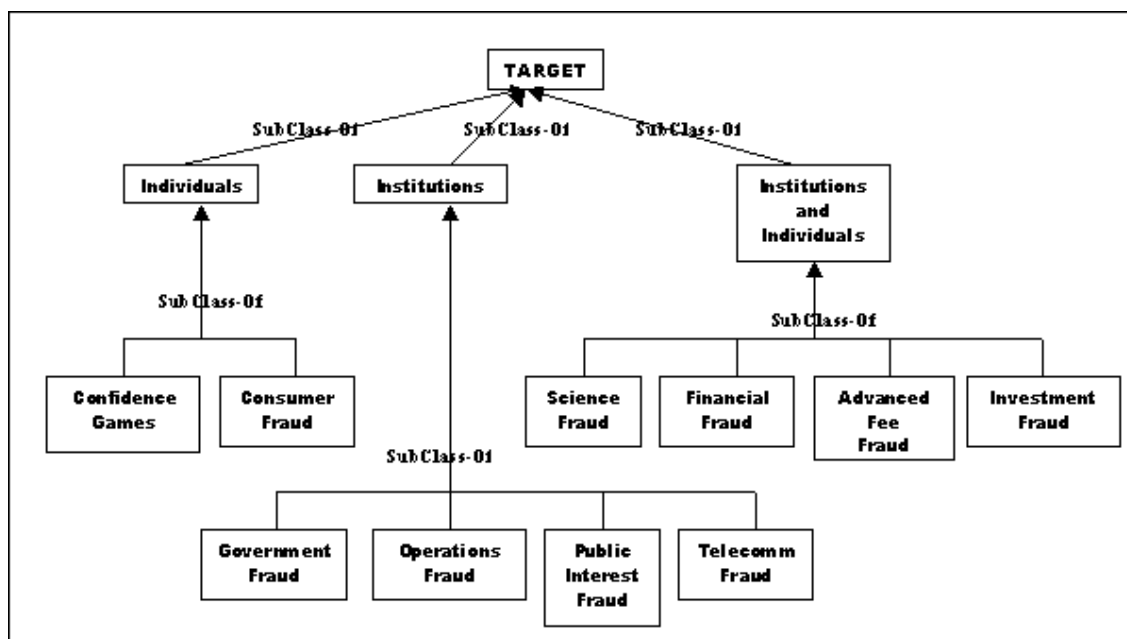 TARGET
SubClass-Of
SubClass-Of
SubClass-Of
Individuals
Institutions
Institutions
and
Individuals
SubClass-Of
SubClass-Of
Confidence
Games
Consumer
Fraud
Science
Fraud
Financial
Fraud
Advanced
Fee
Fraud
Investment
Fraud
SubClass-Of
Government
Fraud
Operations
Fraud
Public
Interest
Fraud
Telecomm
Fraud